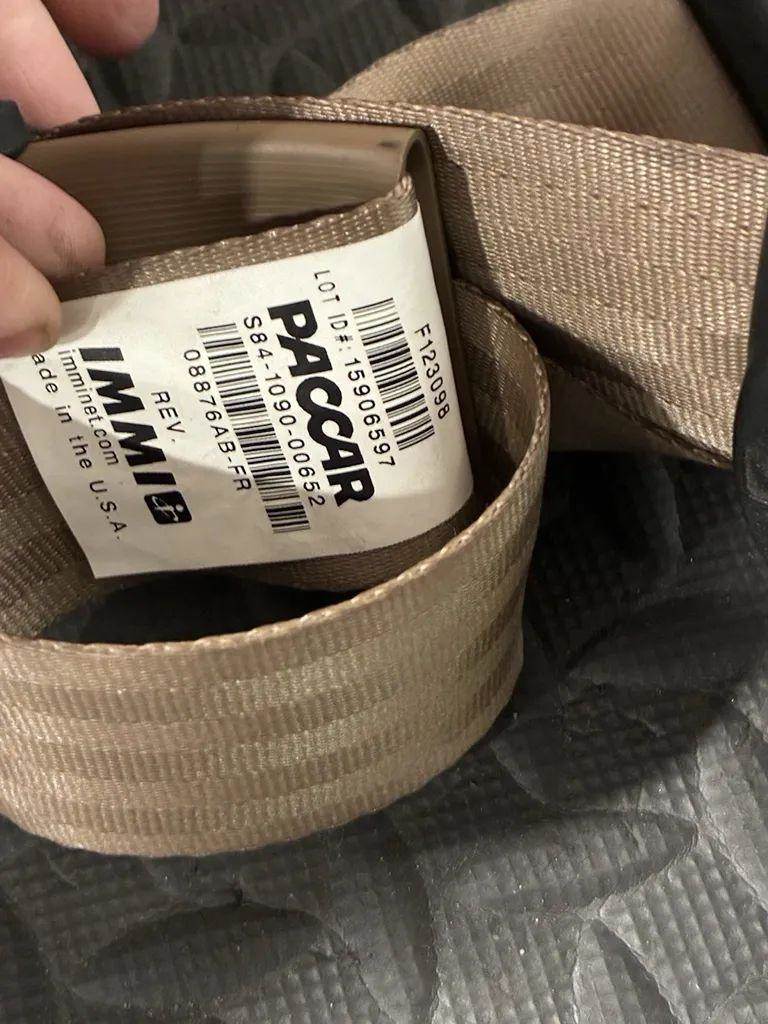 F123098
LOT ID#: 15906597
PACCAR
S84-1090-00652
08876AB-FR
REV.
IMMI
imminet.com
ade in the U.S.A.